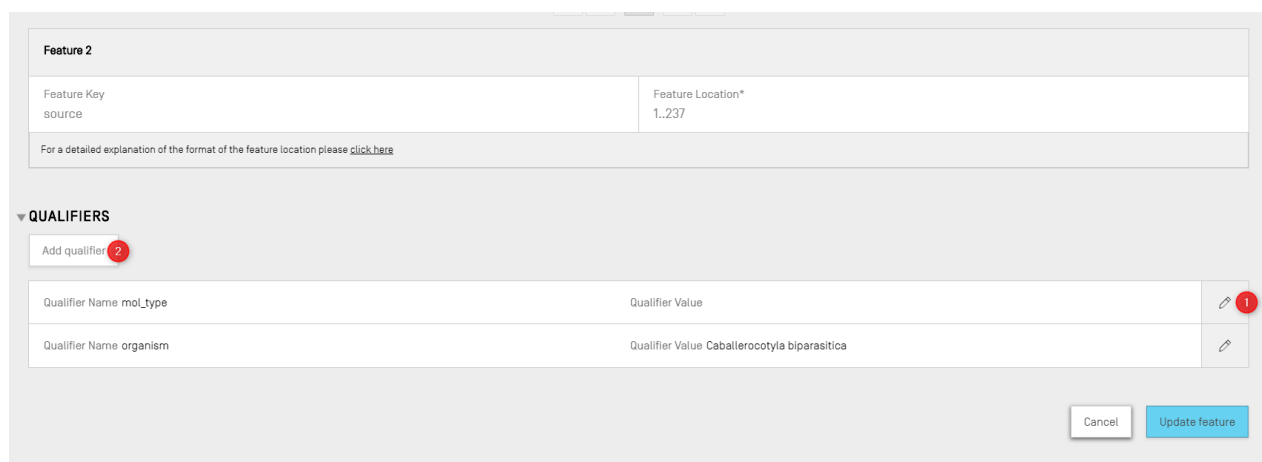 Feature 2
Feature Key
Feature Location*
source
1..237
For a detailed explanation of the format of the feature location please click here
QUALIFIERS
Add qualifier 2
Qualifier Name mol_type
Qualifier Value
1
Qualifier Name organism
Qualifier Value Caballerocotyla biparasitica
Cancel
Update feature